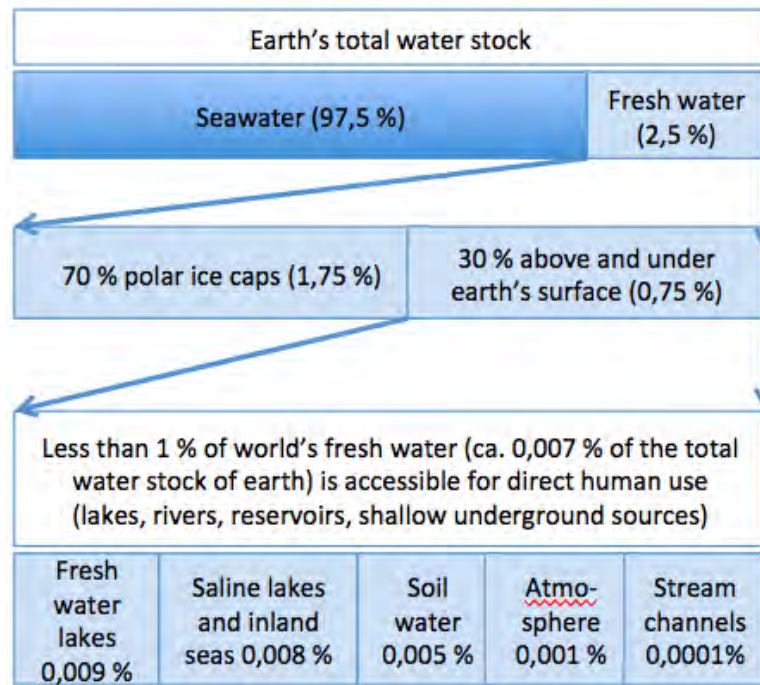 Earth's total water stock
Seawater (97,5 %)
Fresh water
(2,5 %)
70 % polar ice caps (1,75 %)
30 % above and under
earth's surface (0,75 %)
Less than 1 % of world's fresh water (ca. 0,007 % of the total
water stock of earth) is accessible for direct human use
(lakes, rivers, reservoirs, shallow underground sources)
Fresh
water
lakes
0,009 %
Saline lakes
and inland
seas 0,008 %
Soil
water
0,005 %
Atmo-
sphere
0,001 %
Stream
channels
0,0001%